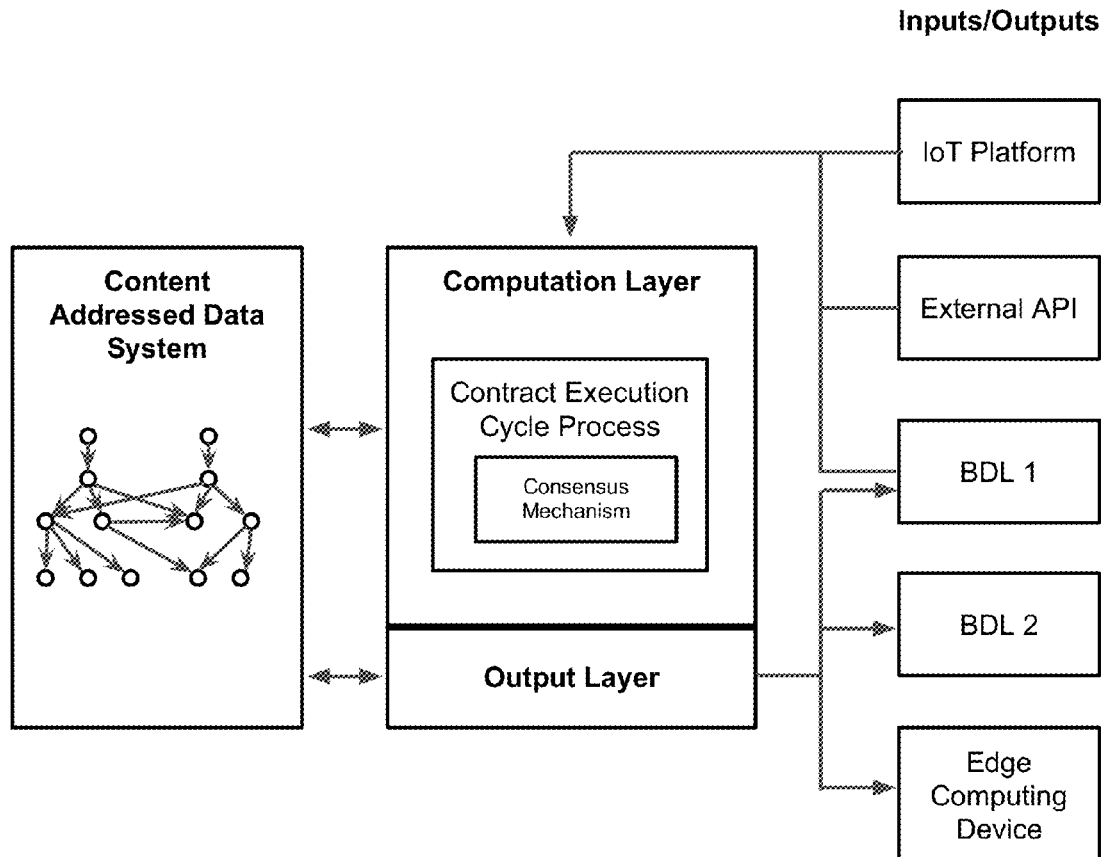 Inputs/Outputs
IoT Platform
External API
BDL 1
BDL 2
Edge
Computing
Device
Content
Addressed Data
System
Computation Layer
Contract Execution
Cycle Process
Consensus
Mechanism
Output Layer